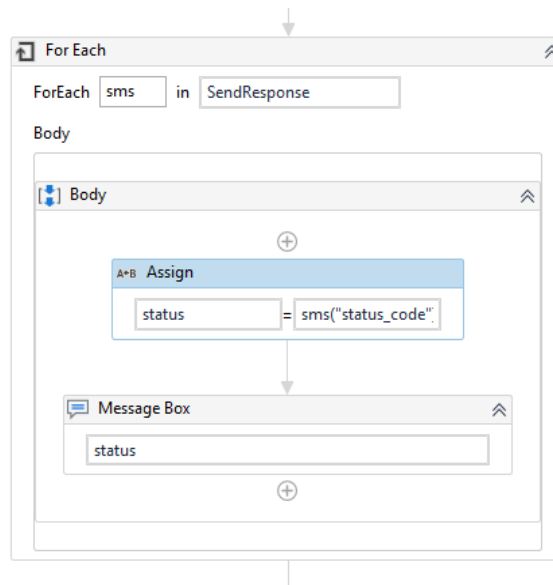 For Each
ForEach sms in SendResponse
Body
Body
A+B Assign
status = sms("status_code")
Message Box
status